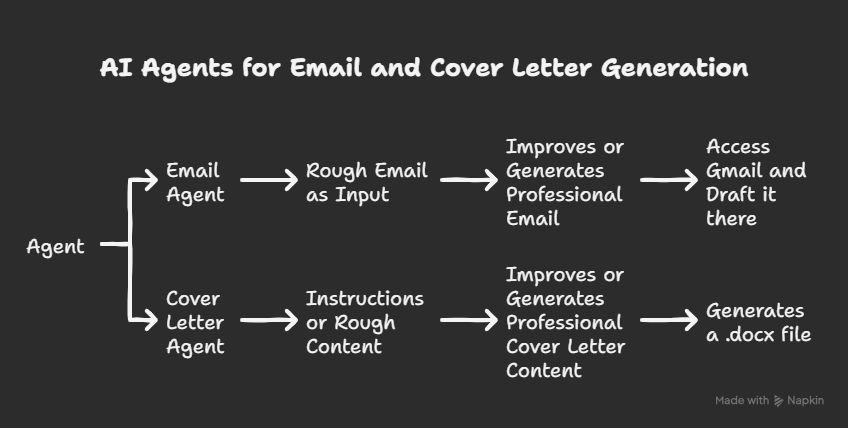 AI Agents for Email and Cover Letter Generation
Agent
Email
Agent
Rough Email
as Input
Improves or
Generates
Professional
Email
Access
Gmail and
Draft it
there
Cover
Letter
Agent
Instructions
or Rough
Content
Improves or
Generates
Professional
Cover Letter
Content
Generates
a .docx file
Made with Napkin